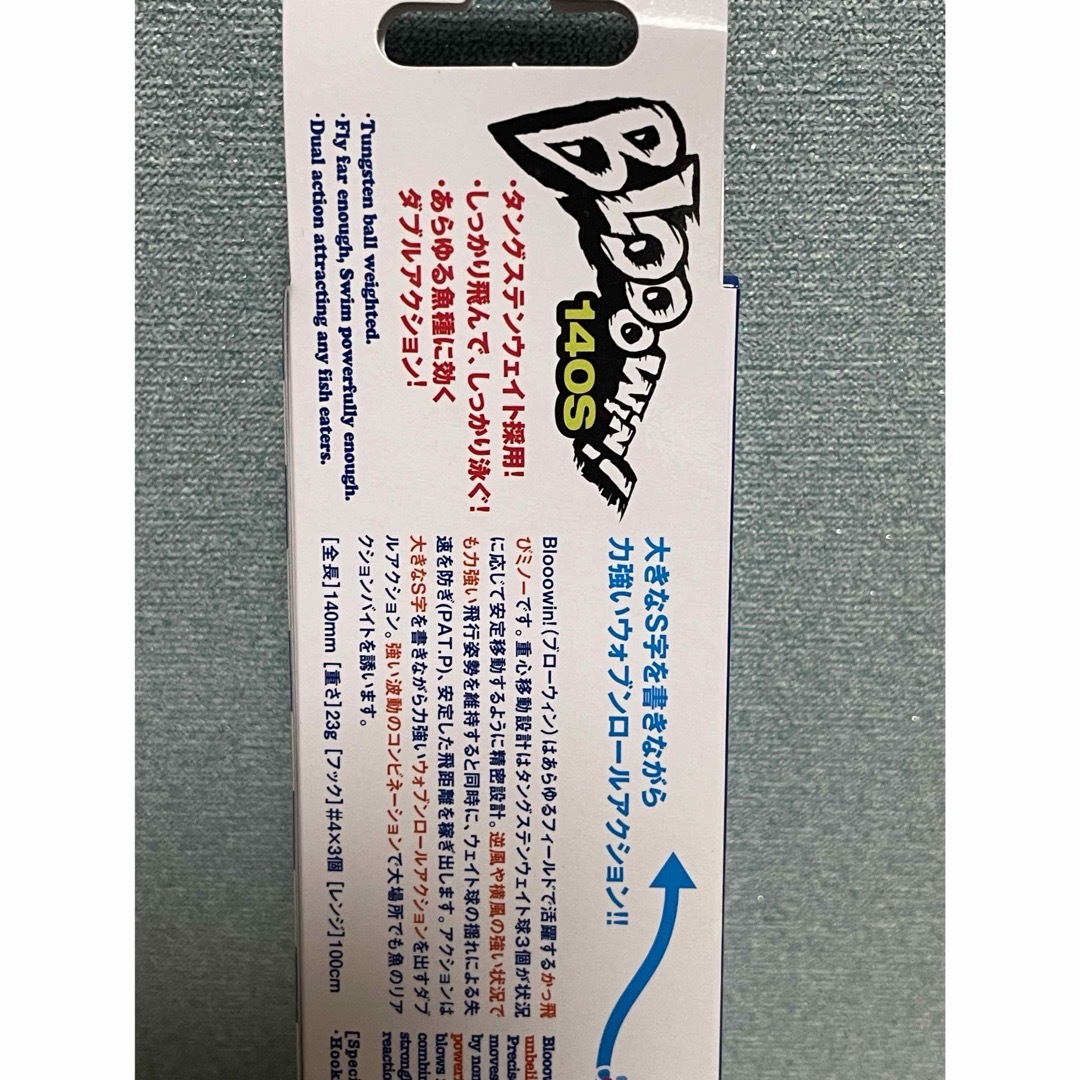 BLOOOWIN!!
140S
・タングステンウェイト採用!
・しっかり飛んで、しっかり泳ぐ!
・あらゆる魚種に効く
ダブルアクション!
・Tungsten ball weighted.
・Fly far enough, Swim powerfully enough.
・Dual action attracting any fish eaters.
大きなS字を書きながら
力強いウォブンロールアクション!!
Blooowin!(ブローウィン)はあらゆるフィールドで活躍するかっ飛
びミノーです。重心移動設計はタングステンウェイト球3個が状況
に応じて安定移動するように精密設計。逆風や横風の強い状況で
も力強い飛行姿勢を維持すると同時に、ウェイト球の揺れによる失
速を防ぎ(PAT.P)、安定した飛距離を稼ぎ出します。アクションは
大きなS字を書きながら力強いウォブンロールアクションを出すダブ
ルアクション。強い波動のコンビネーションで大場所でも魚のリア
クションバイトを誘います。
[全長]140mm [重さ]23g [フック]#4×3個 [レンジ]100cm
moves
by
blows